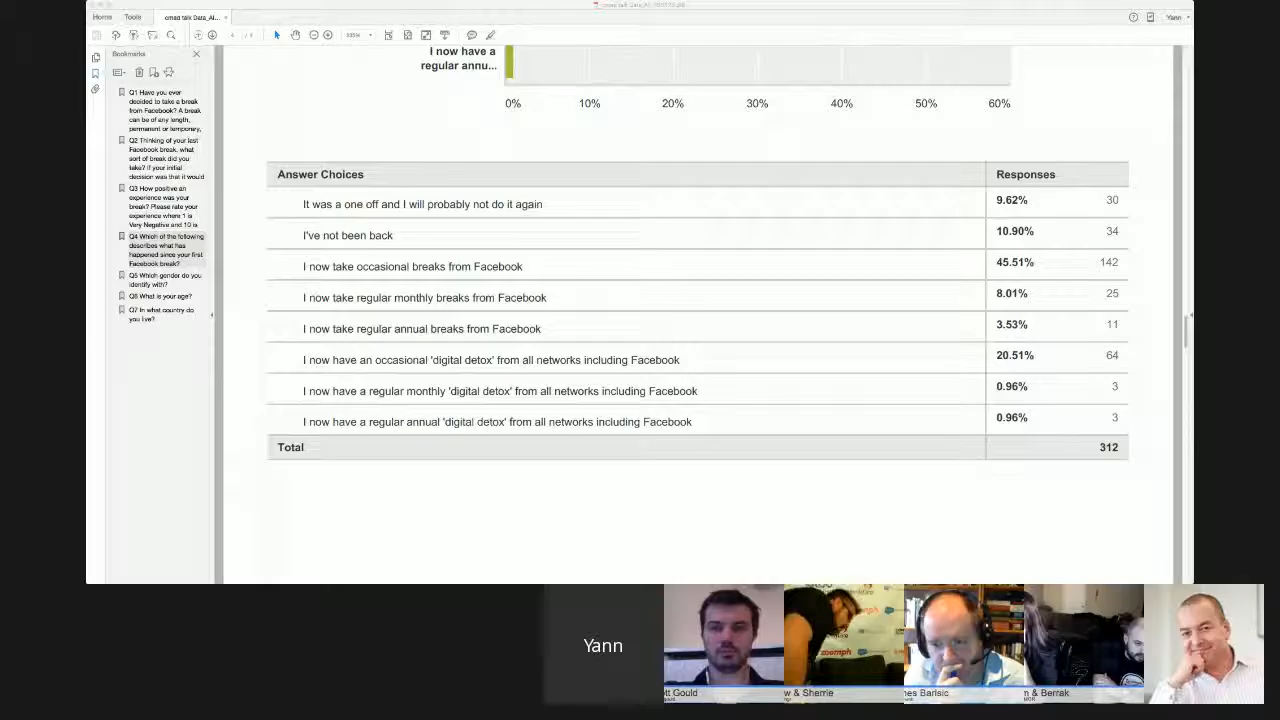 Home Tools cmad talk Data_Al... × Yann
I now have a
regular annu...
0% 10% 20% 30% 40% 50% 60%
Bookmarks
Q1 Have you ever
decided to take a break
from Facebook? A break
can be of any length,
permanent or temporary,
Q2 Thinking of your last
Facebook break, what
sort of break did you
take? If your initial
decision was that it would
Q3 How positive an
experience was your
break? Please rate your
experience where 1 is
Very Negative and 10 is
Q4 Which of the following
describes what has
happened since your first
Facebook break?
Q5 Which gender do you
identify with?
Q6 What is your age?
Q7 In what country do
you live?
Answer Choices Responses
It was a one off and I will probably not do it again 9.62% 30
I've not been back 10.90% 34
I now take occasional breaks from Facebook 45.51% 142
I now take regular monthly breaks from Facebook 8.01% 25
I now take regular annual breaks from Facebook 3.53% 11
I now have an occasional 'digital detox' from all networks including Facebook 20.51% 64
I now have a regular monthly 'digital detox' from all networks including Facebook 0.96% 3
I now have a regular annual 'digital detox' from all networks including Facebook 0.96% 3
Total 312
Yann
tt Gould
w & Sherrie
nes Barisic
n & Berrak